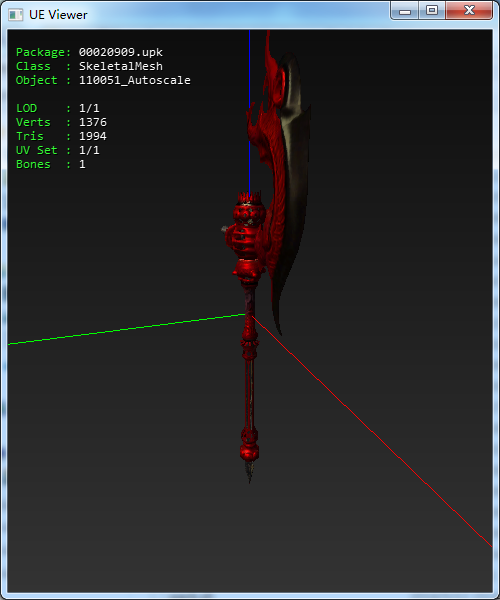 UE Viewer
Package: 00020909.upk
Class : SkeletalMesh
Object : 110051_Autoscale
LOD : 1/1
Verts : 1376
Tris : 1994
UV Set : 1/1
Bones : 1